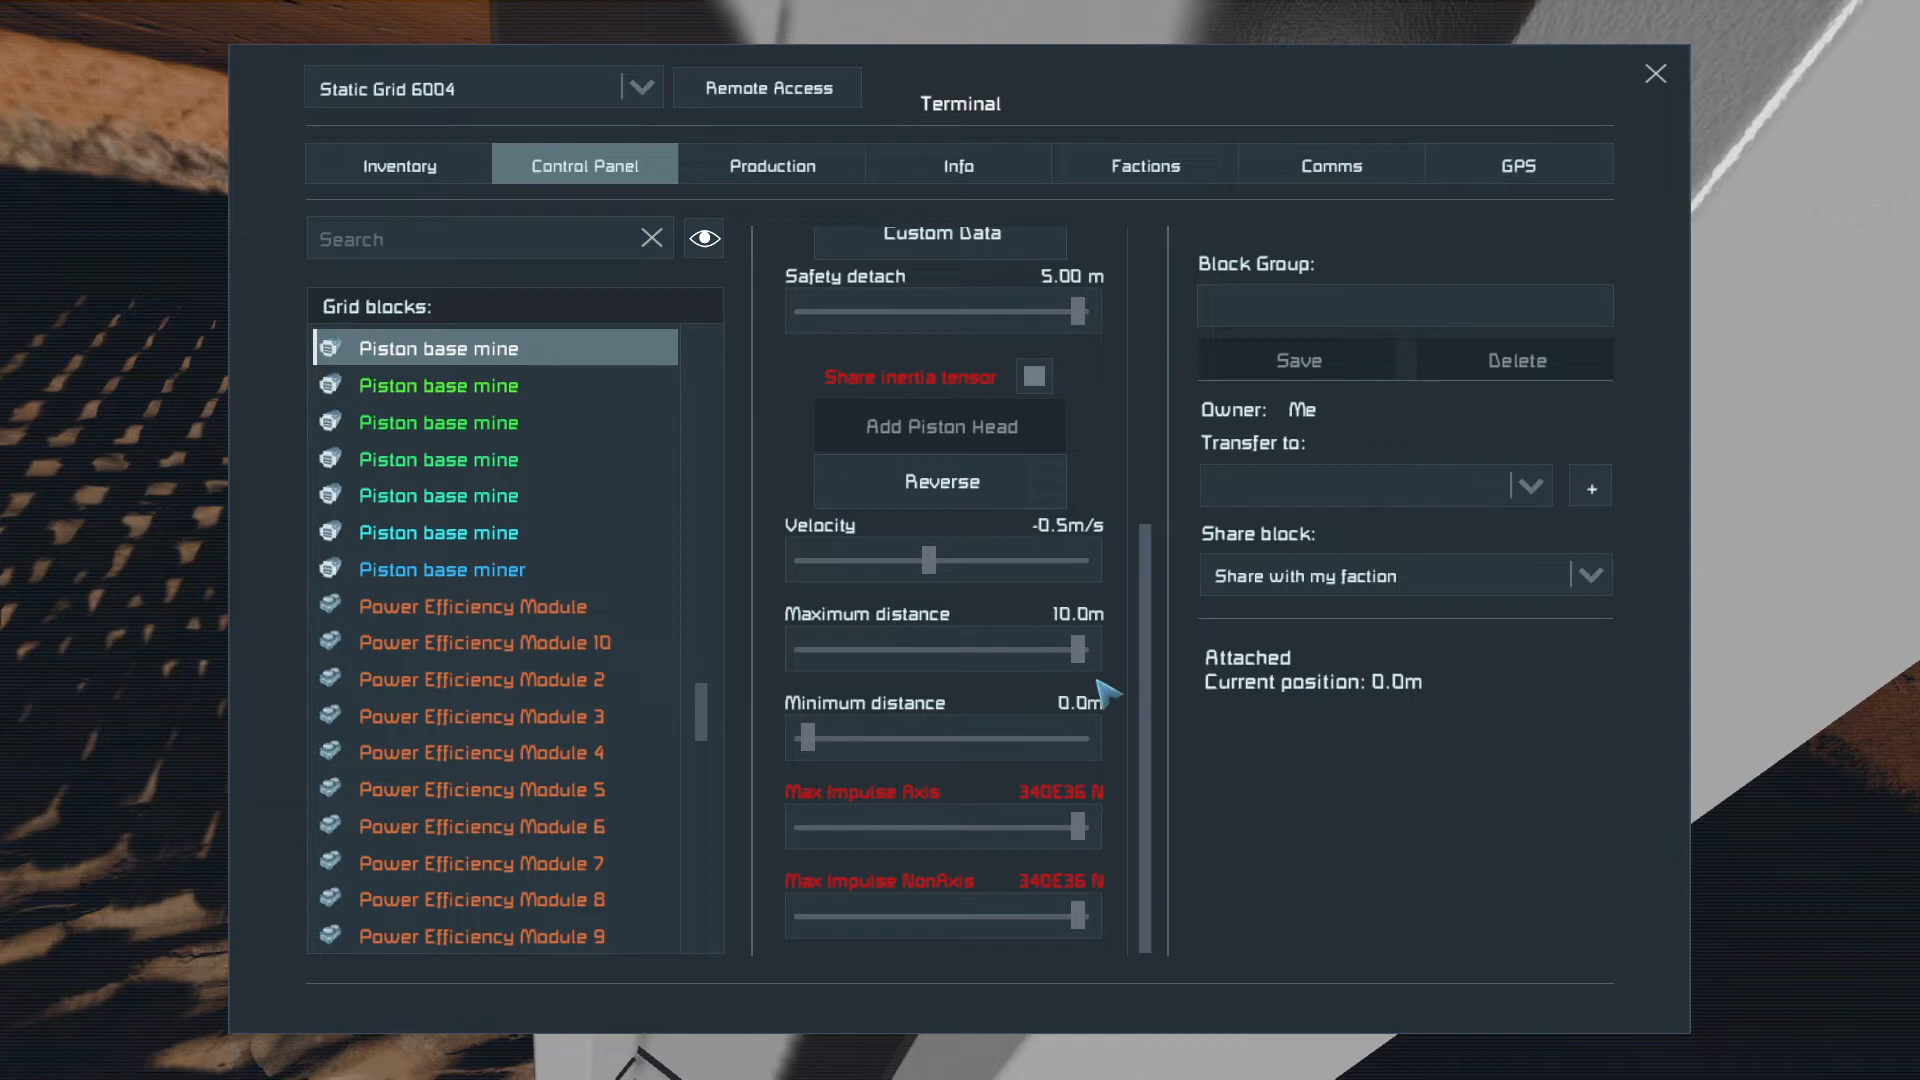 Static Grid 6004
Remote Access
Terminal
Inventory
Control Panel
Production
Info
Factions
Comms
GPS
Search
Grid blocks:
Piston base mine
Piston base mine
Piston base mine
Piston base mine
Piston base mine
Piston base mine
Piston base miner
Power Efficiency Module
Power Efficiency Module 10
Power Efficiency Module 2
Power Efficiency Module 3
Power Efficiency Module 4
Power Efficiency Module 5
Power Efficiency Module 6
Power Efficiency Module 7
Power Efficiency Module 8
Power Efficiency Module 9
Custom Data
Safety detach 5.00 m
Share inertia tensor
Add Piston Head
Reverse
Velocity -0.5m/s
Maximum distance 10.0m
Minimum distance 0.0m
Max Impulse Axis 340E36 N
Max Impulse NonAxis 340E36 N
Block Group:
Save
Delete
Owner: Me
Transfer to:
+
Share block:
Share with my faction
Attached
Current position: 0.0m